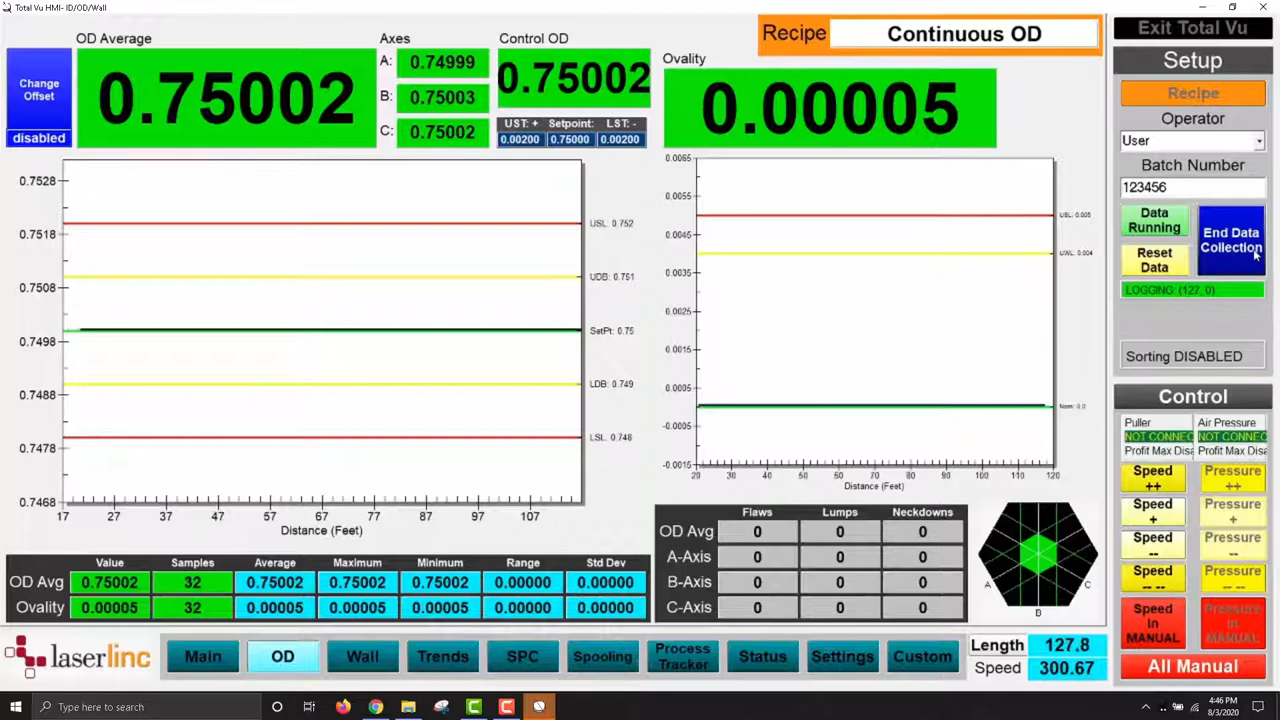 Total Vu HMI- ID/OD/Wall
OD Average
Axes
Control OD
Recipe
Continuous OD
Exit Total Vu
Change
Offset
disabled
0.75002
A: 0.74999
B: 0.75003
C: 0.75002
0.75002
UST: + Setpoint: LST: -
0.00200 0.75000 0.00200
Ovality
0.00005
Setup
Recipe
Operator
User
Batch Number
123456
Data
Running
End Data
Collection
Reset
Data
LOGGING: (127_0)
Sorting DISABLED
0.7528
0.7518
0.7508
0.7498
0.7488
0.7478
0.7468
USL: 0.752
UDB: 0.751
SetPt: 0.75
LDB: 0.749
LSL: 0.748
17 27 37 47 57 67 77 87 97 107
Distance (Feet)
0.0065
0.0055
0.0045
0.0035
0.0025
0.0015
0.0005
-0.0005
-0.0015
USL: 0.005
UWL: 0.004
Nom: 0.0
20 30 40 50 60 70 80 90 100 110 120
Distance (Feet)
Control
Puller Air Pressure
NOT CONNEC NOT CONNEC
Profit Max Disa Profit Max Disa
Speed
++
Pressure
++
Speed
+
Pressure
+
Speed
--
Pressure
--
Speed
-- --
Pressure
-- --
Speed
In
MANUAL
Pressure
In
MANUAL
All Manual
Value Samples Average Maximum Minimum Range Std Dev
OD Avg 0.75002 32 0.75002 0.75002 0.75002 0.00000 0.00000
Ovality 0.00005 32 0.00005 0.00005 0.00005 0.00000 0.00000
Flaws Lumps Neckdowns
OD Avg 0 0 0
A-Axis 0 0 0
B-Axis 0 0 0
C-Axis 0 0 0
A
B
C
laserlinc
Main
OD
Wall
Trends
SPC
Spooling
Process
Tracker
Status
Settings
Custom
Length 127.8
Speed 300.67
Type here to search
4:46 PM
8/3/2020